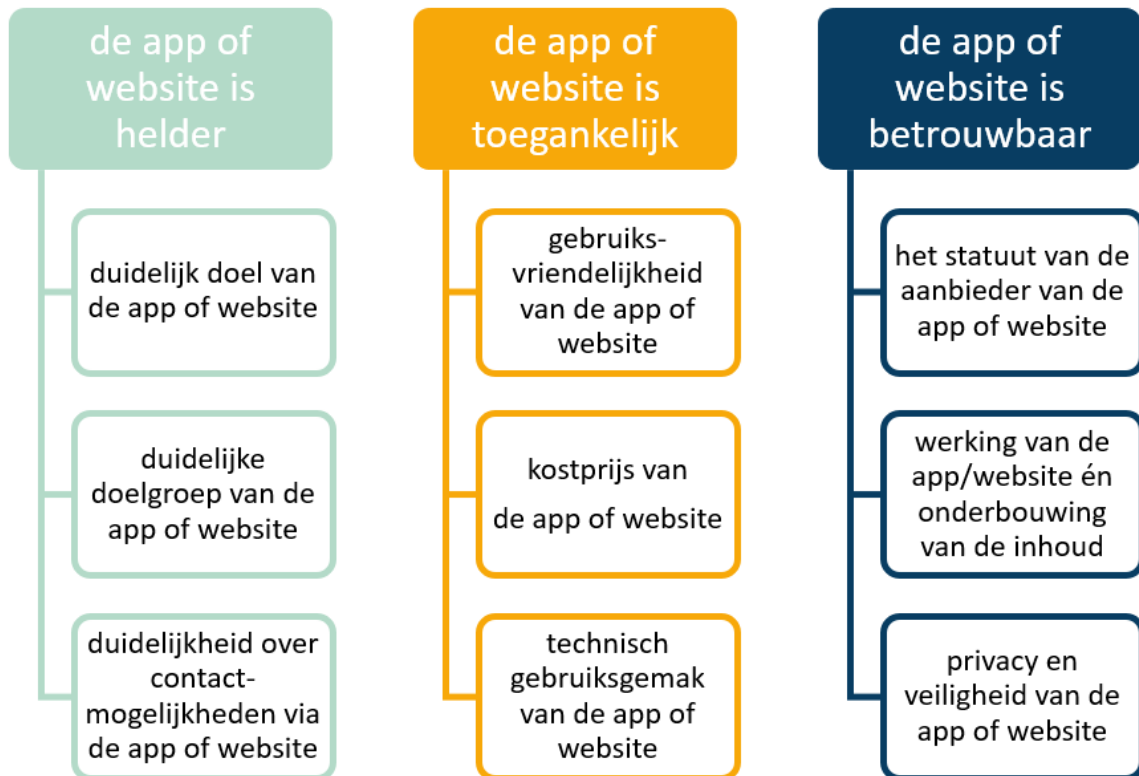 de app of
website is
helder
duidelijk doel van
de app of website
duidelijke
doelgroep van de
app of website
duidelijkheid over
contact-
mogelijkheden via
de app of website
de app of
website is
toegankelijk
gebruiks-
vriendelijkheid
van de app of
website
kostprijs van
de app of website
technisch
gebruiksgemak
van de app of
website
de app of
website is
betrouwbaar
het statuut van de
aanbieder van de
app of website
werking van de
app/website én
onderbouwing
van de inhoud
privacy en
veiligheid van de
app of website